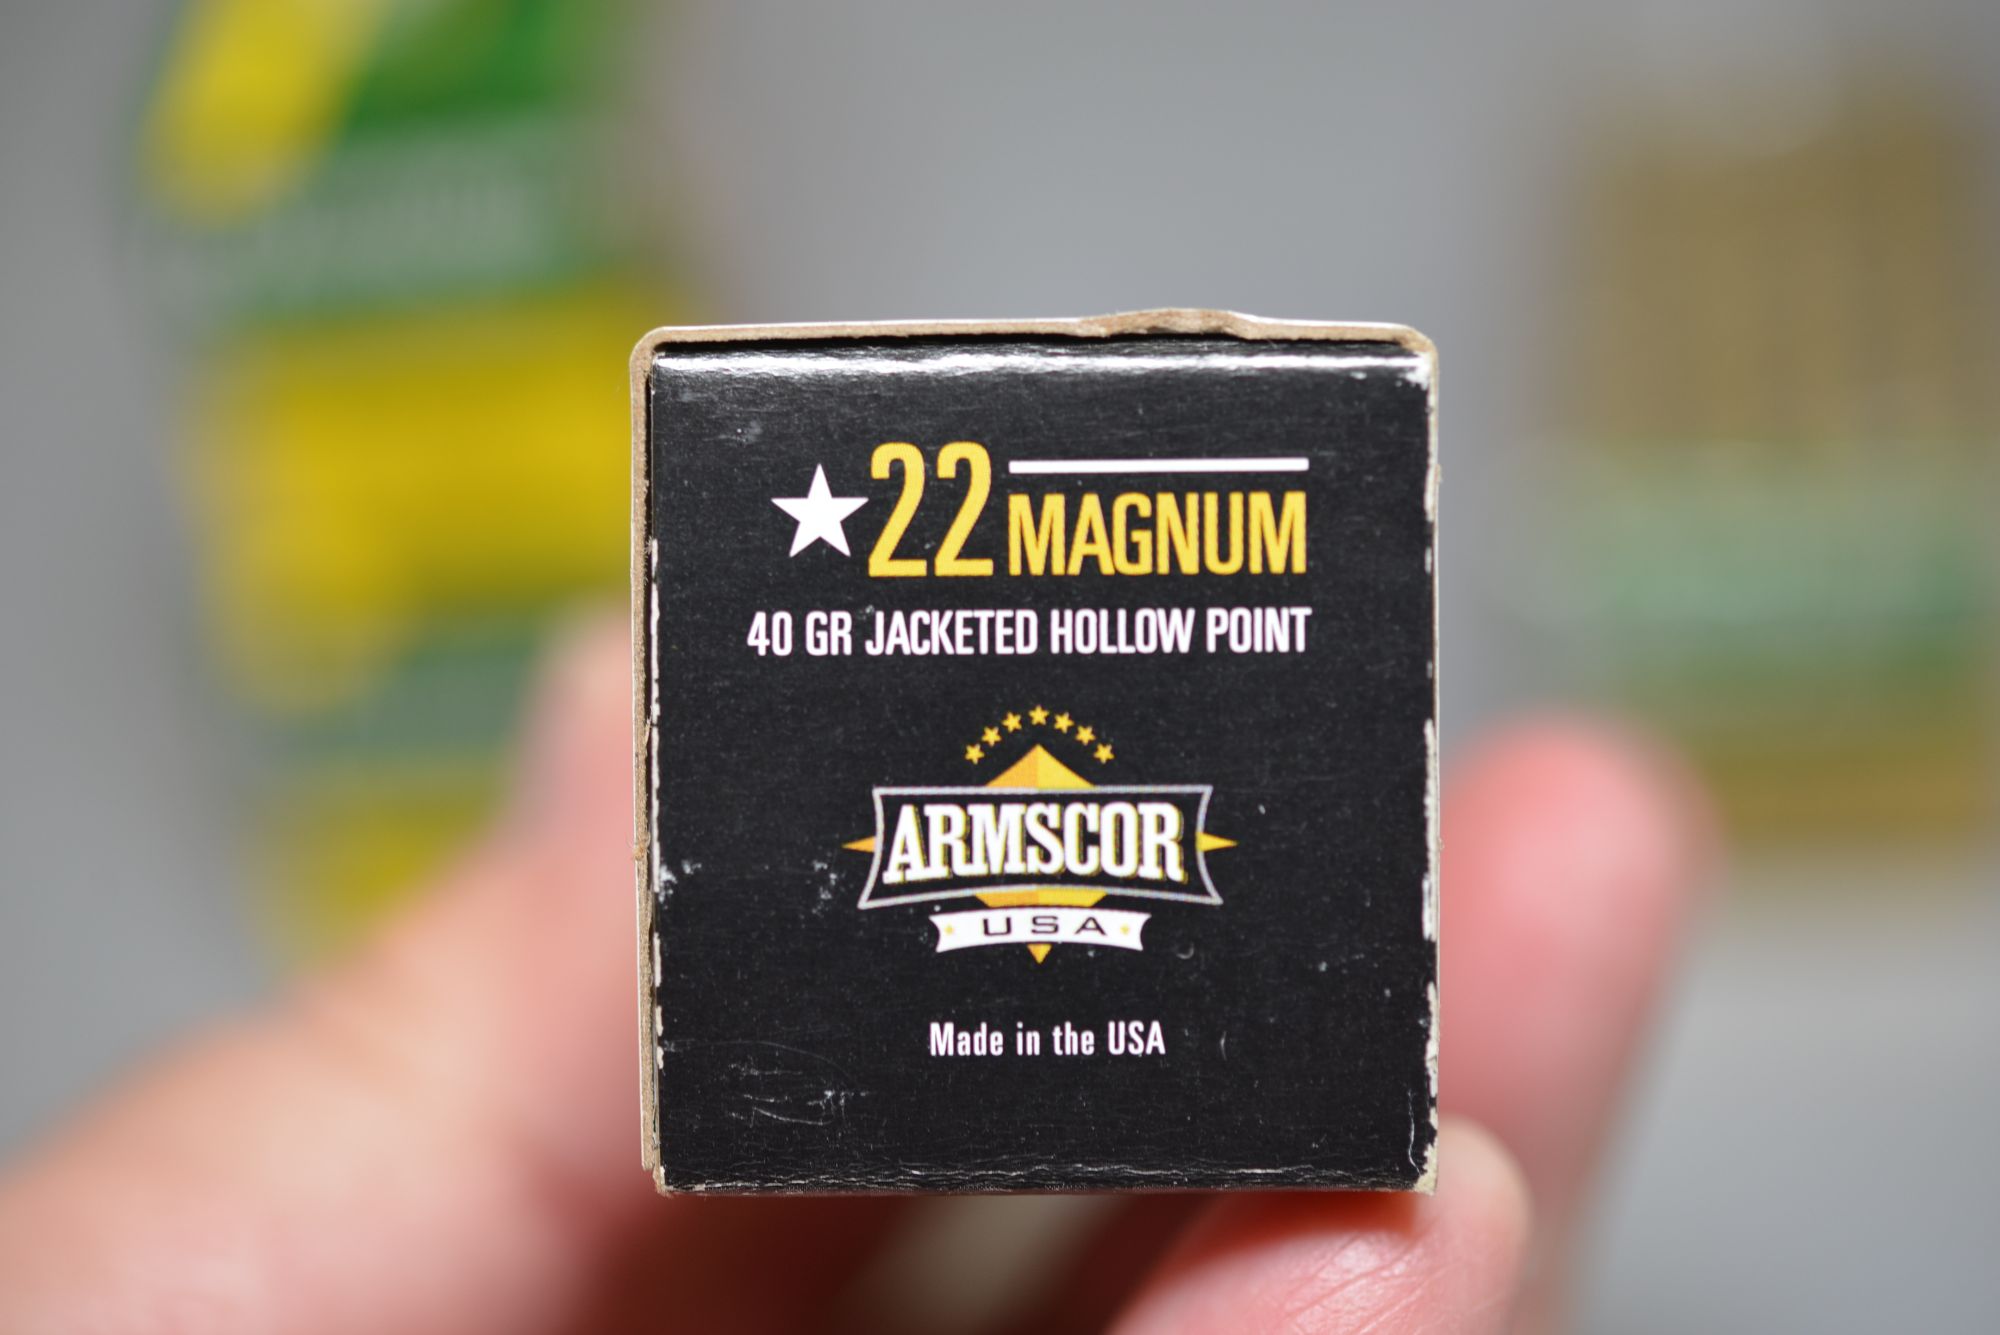 22 MAGNUM
40 GR JACKETED HOLLOW POINT
ARMSCOR
USA
Made in the USA